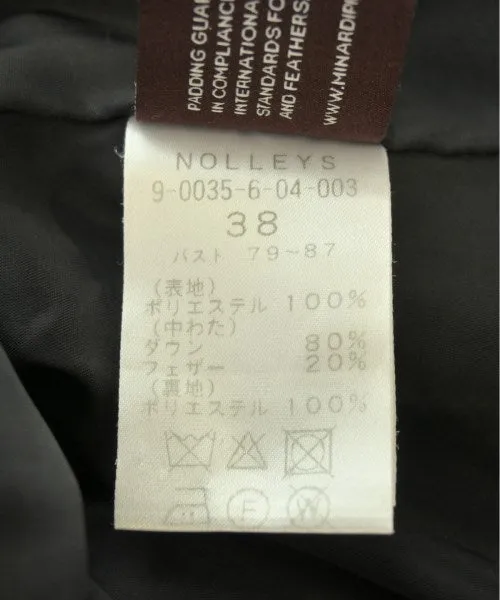 PADDING GUAR
IN COMPLIANC
INTERNATIONA
STANDARDS FO
AND FEATHERS.
WWW.MINARDIPI
NOLLEYS
9-0035-6-04-003
38
バスト 79~87
(表地)
ポリエステル 100%
(中わた)
ダウン 80%
フェザー 20%
(裏地)
ポリエステル 100%
F W